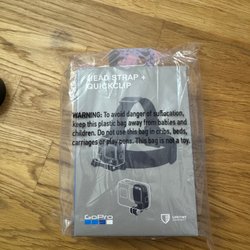 HEAD STRAP +
QUICKCLIP
WARNING: To avoid danger of suffocation,
keep this plastic bag away from babies and
children. Do not use this bag in cribs, beds,
carriages or play pens. This bag is not a toy.
GoPro